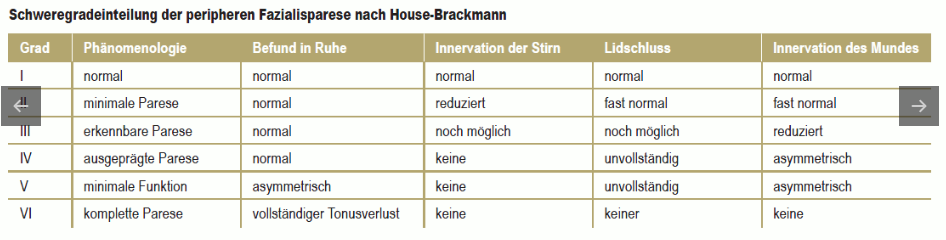 Schweregradeinteilung der peripheren Fazialisparese nach House-Brackmann
Grad Phänomenologie Befund in Ruhe Innervation der Stirn Lidschluss Innervation des Mundes
I normal normal normal normal normal
II minimale Parese normal reduziert fast normal fast normal
III erkennbare Parese normal noch möglich noch möglich reduziert
IV ausgeprägte Parese normal keine unvollständig asymmetrisch
V minimale Funktion asymmetrisch keine unvollständig asymmetrisch
VI komplette Parese vollständiger Tonusverlust keine keiner keine